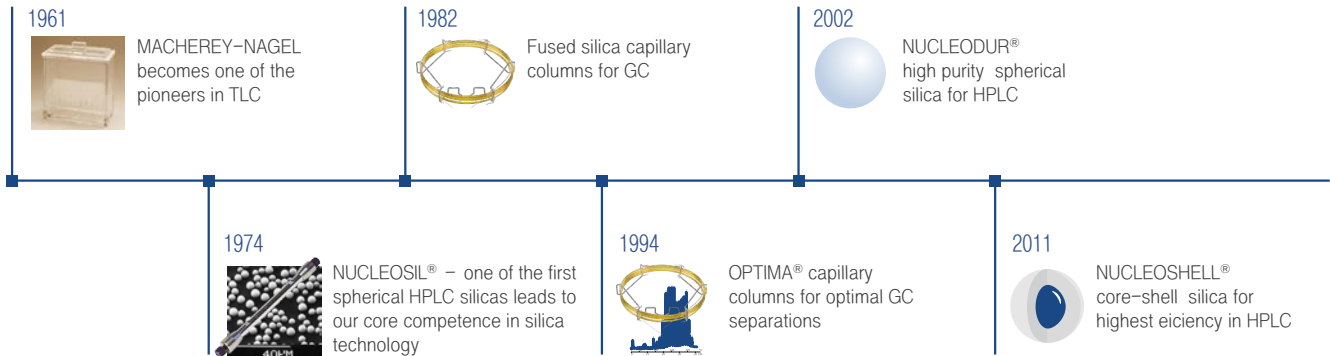 1961
MACHEREY-NAGEL
becomes one of the
pioneers in TLC
1982
Fused silica capillary
columns for GC
2002
NUCLEODUR®
high purity spherical
silica for HPLC
1974
NUCLEOSIL® - one of the first
spherical HPLC silicas leads to
our core competence in silica
technology
40µM
1994
OPTIMA® capillary
columns for optimal GC
separations
2011
NUCLEOSHELL®
core-shell silica for
highest eiciency in HPLC